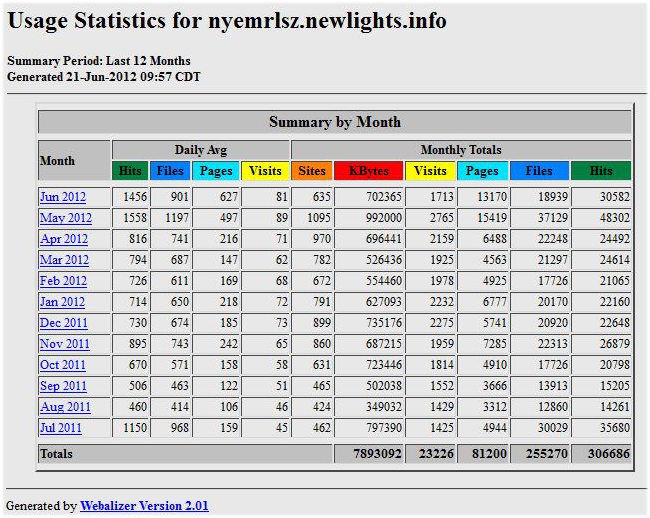 Usage Statistics for nyemrlsz.newlights.info
Summary Period: Last 12 Months
Generated 21-Jun-2012 09:57 CDT
Summary by Month
Month Daily Avg Monthly Totals
Hits Files Pages Visits Sites KBytes Visits Pages Files Hits
Jun 2012 1456 901 627 81 635 702365 1713 13170 18939 30582
May 2012 1558 1197 497 89 1095 992000 2765 15419 37129 48302
Apr 2012 816 741 216 71 970 696441 2159 6488 22248 24492
Mar 2012 794 687 147 62 782 526436 1925 4563 21297 24614
Feb 2012 726 611 169 68 672 554460 1978 4925 17726 21065
Jan 2012 714 650 218 72 791 627093 2232 6777 20170 22160
Dec 2011 730 674 185 73 899 735176 2275 5741 20920 22648
Nov 2011 895 743 242 65 860 687215 1959 7285 22313 26879
Oct 2011 670 571 158 58 631 723446 1814 4910 17726 20798
Sep 2011 506 463 122 51 465 502038 1552 3666 13913 15205
Aug 2011 460 414 106 46 424 349032 1429 3312 12860 14261
Jul 2011 1150 968 159 45 462 797390 1425 4944 30029 35680
Totals 7893092 23226 81200 255270 306686
Generated by Webalizer Version 2.01